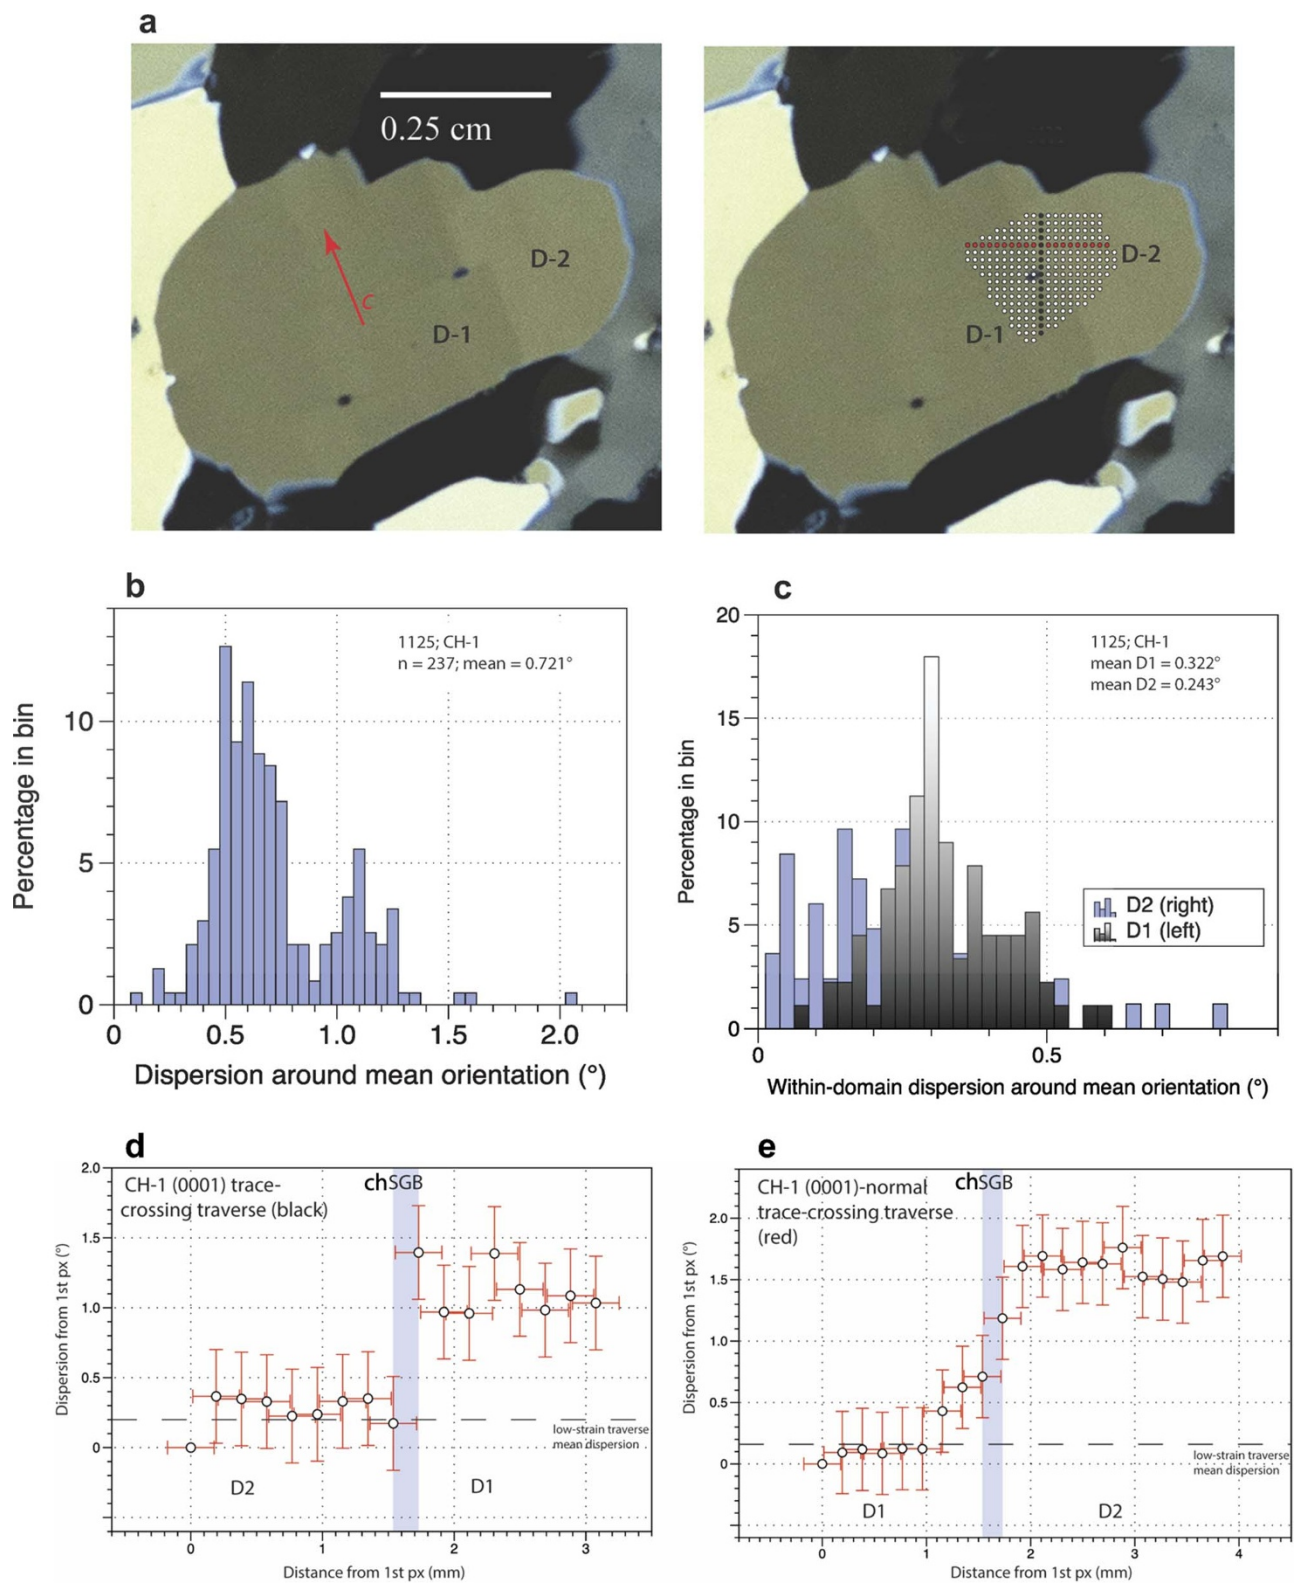 a
0.25 cm
c
D-1
D-2
D-1
D-2
b
1125; CH-1
n = 237; mean = 0.721°
Percentage in bin
10
5
0
0
0.5
1.0
1.5
2.0
Dispersion around mean orientation (°)
c
1125; CH-1
mean D1 = 0.322°
mean D2 = 0.243°
Percentage in bin
20
15
10
5
0
D2 (right)
D1 (left)
0
0.5
Within-domain dispersion around mean orientation (°)
d
CH-1 (0001) trace-
crossing traverse (black)
chSGB
Dispersion from 1st px (°)
2.0
1.5
1.0
0.5
0
low-strain traverse
mean dispersion
D2
D1
0
1
2
3
Distance from 1st px (mm)
e
CH-1 (0001)-normal
trace-crossing traverse
(red)
chSGB
Dispersion from 1st px (°)
2.0
1.5
1.0
0.5
0
low-strain traverse
mean dispersion
D1
D2
0
1
2
3
4
Distance from 1st px (mm)